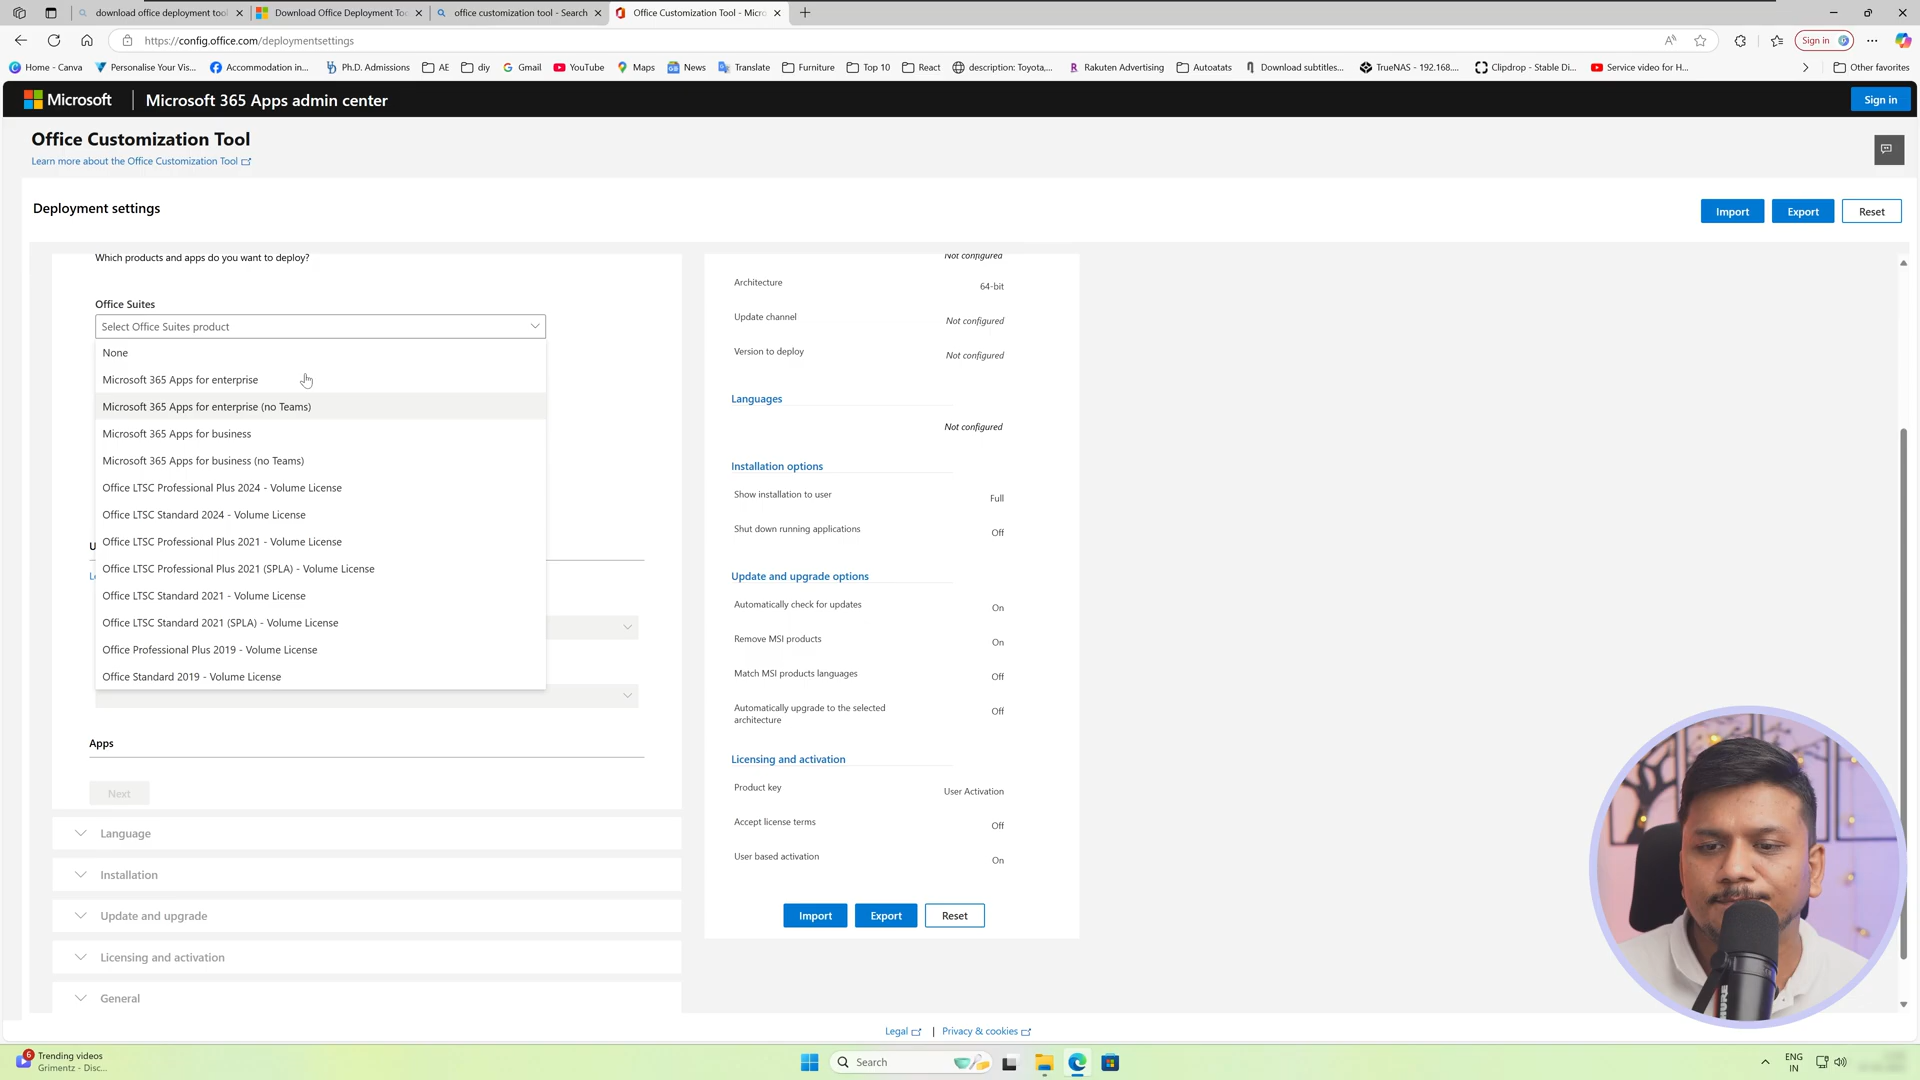 download office deployment tool
Download Office Deployment Too
office customization tool - Search
Office Customization Tool - Micro
https://config.office.com/deploymentsettings
Sign in
Home - Canva
Personalise Your Vis...
Accommodation in...
Ph.D. Admissions
AE
diy
Gmail
YouTube
Maps
News
Translate
Furniture
Top 10
React
description: Toyota,...
Rakuten Advertising
Autoatats
Download subtitles...
TrueNAS - 192.168....
Clipdrop - Stable Di...
Service video for H...
Other favorites
Microsoft
Microsoft 365 Apps admin center
Sign in
Office Customization Tool
Learn more about the Office Customization Tool
Deployment settings
Import
Export
Reset
Which products and apps do you want to deploy?
Office Suites
Select Office Suites product
None
Microsoft 365 Apps for enterprise
Microsoft 365 Apps for enterprise (no Teams)
Microsoft 365 Apps for business
Microsoft 365 Apps for business (no Teams)
Office LTSC Professional Plus 2024 - Volume License
Office LTSC Standard 2024 - Volume License
Office LTSC Professional Plus 2021 - Volume License
Office LTSC Professional Plus 2021 (SPLA) - Volume License
Office LTSC Standard 2021 - Volume License
Office LTSC Standard 2021 (SPLA) - Volume License
Office Professional Plus 2019 - Volume License
Office Standard 2019 - Volume License
Apps
Next
Language
Installation
Update and upgrade
Licensing and activation
General
Not configured
Architecture
64-bit
Update channel
Not configured
Version to deploy
Not configured
Languages
Not configured
Installation options
Show installation to user
Full
Shut down running applications
Off
Update and upgrade options
Automatically check for updates
On
Remove MSI products
On
Match MSI products languages
Off
Automatically upgrade to the selected
architecture
Off
Licensing and activation
Product key
User Activation
Accept license terms
Off
User based activation
On
Import
Export
Reset
Legal
|
Privacy & cookies
6
Trending videos
Grimentz - Disc...
Search
ENG
IN